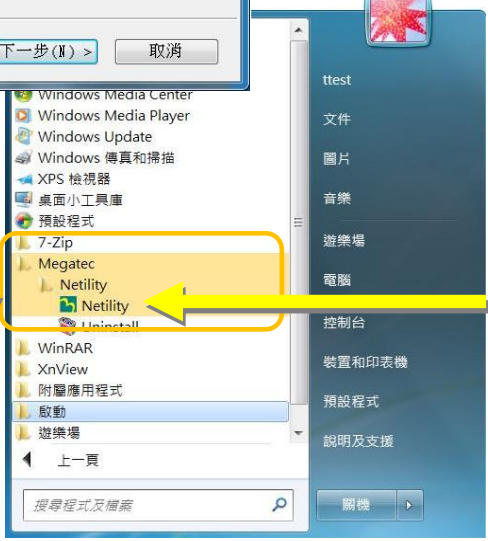 下一步(N) >
取消
Windows Media Center
Windows Media Player
Windows Update
Windows 傳真和掃描
XPS 檢視器
桌面小工具庫
預設程式
7-Zip
Megatec
Netility
Netility
Uninstall
WinRAR
XnView
附屬應用程式
啟動
遊樂場
上一頁
搜尋程式及檔案
ttest
文件
圖片
音樂
遊樂場
電腦
控制台
裝置和印表機
預設程式
說明及支援
關機